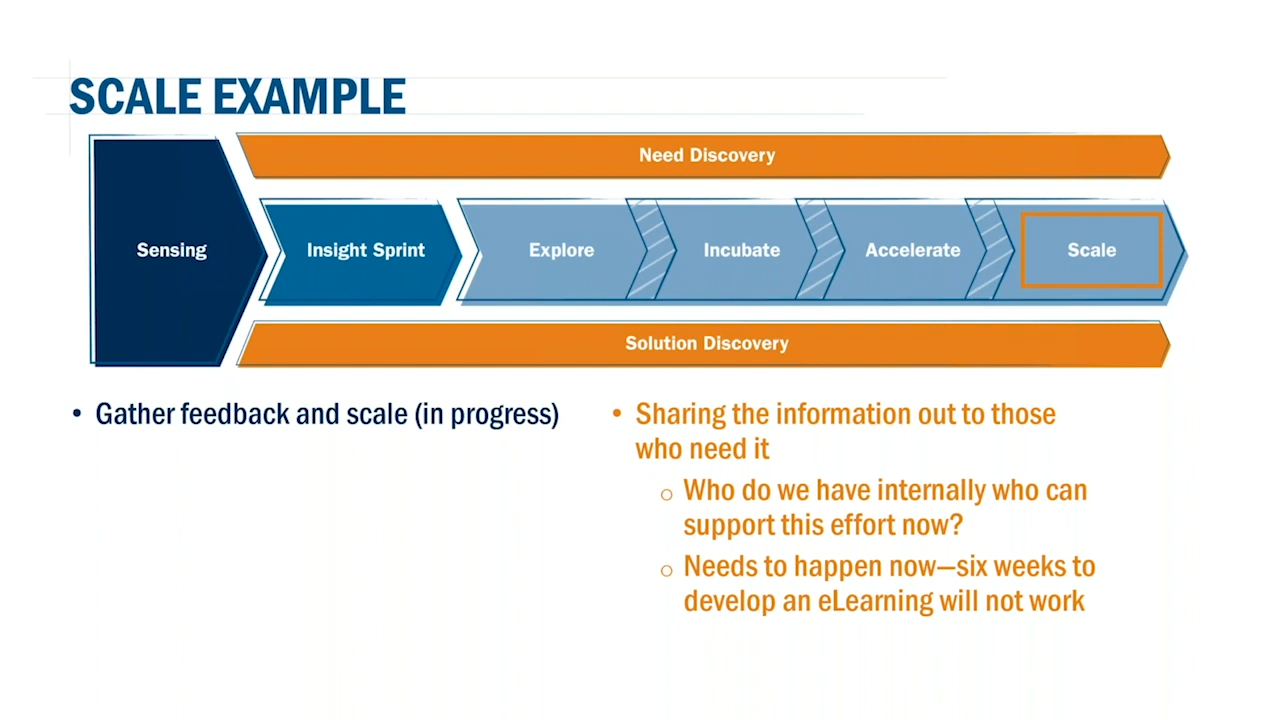 SCALE EXAMPLE
Need Discovery
Sensing
Insight Sprint
Explore
Incubate
Accelerate
Scale
Solution Discovery
• Gather feedback and scale (in progress)
• Sharing the information out to those
who need it
o Who do we have internally who can
support this effort now?
o Needs to happen now—six weeks to
develop an eLearning will not work